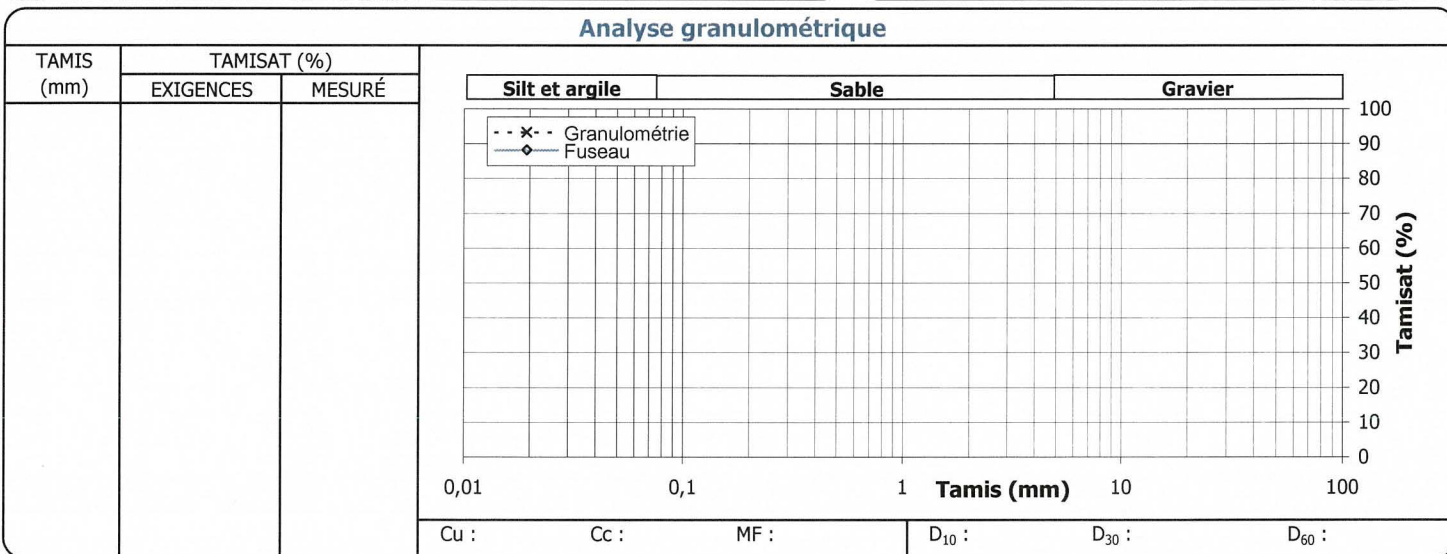 Analyse granulométrique
TAMIS
(mm)
TAMISAT (%)
EXIGENCES MESURÉ
Silt et argile Sable Gravier
Granulométrie
Fuseau
100
90
80
70
60
50
40
30
20
10
0
Tamisat (%)
0,01 0,1 1 Tamis (mm) 10 100
Cu : Cc : MF : D₁₀ : D₃₀ : D₆₀ :